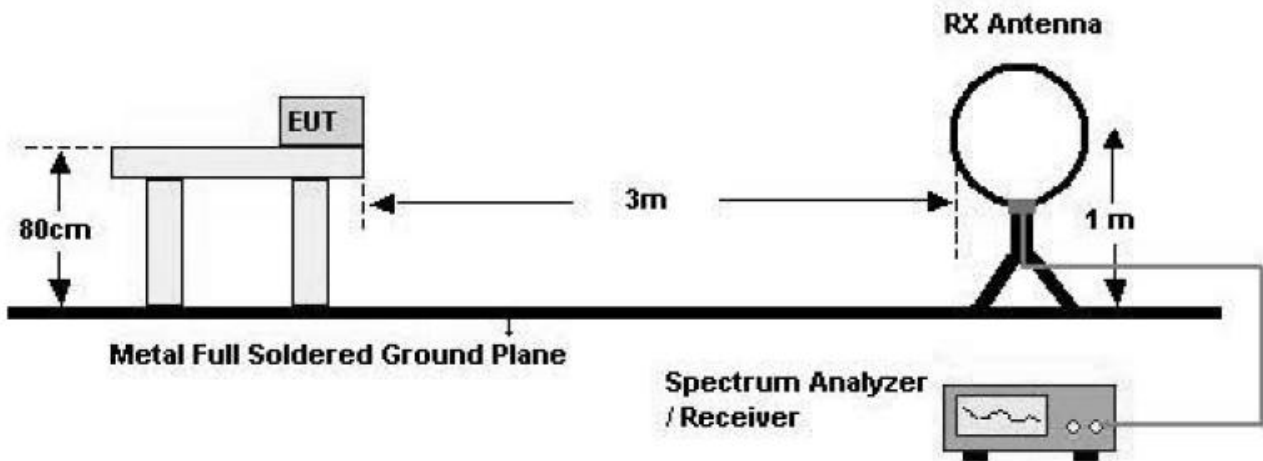 RX Antenna
EUT
80cm
3m
1 m
Metal Full Soldered Ground Plane
Spectrum Analyzer
/ Receiver